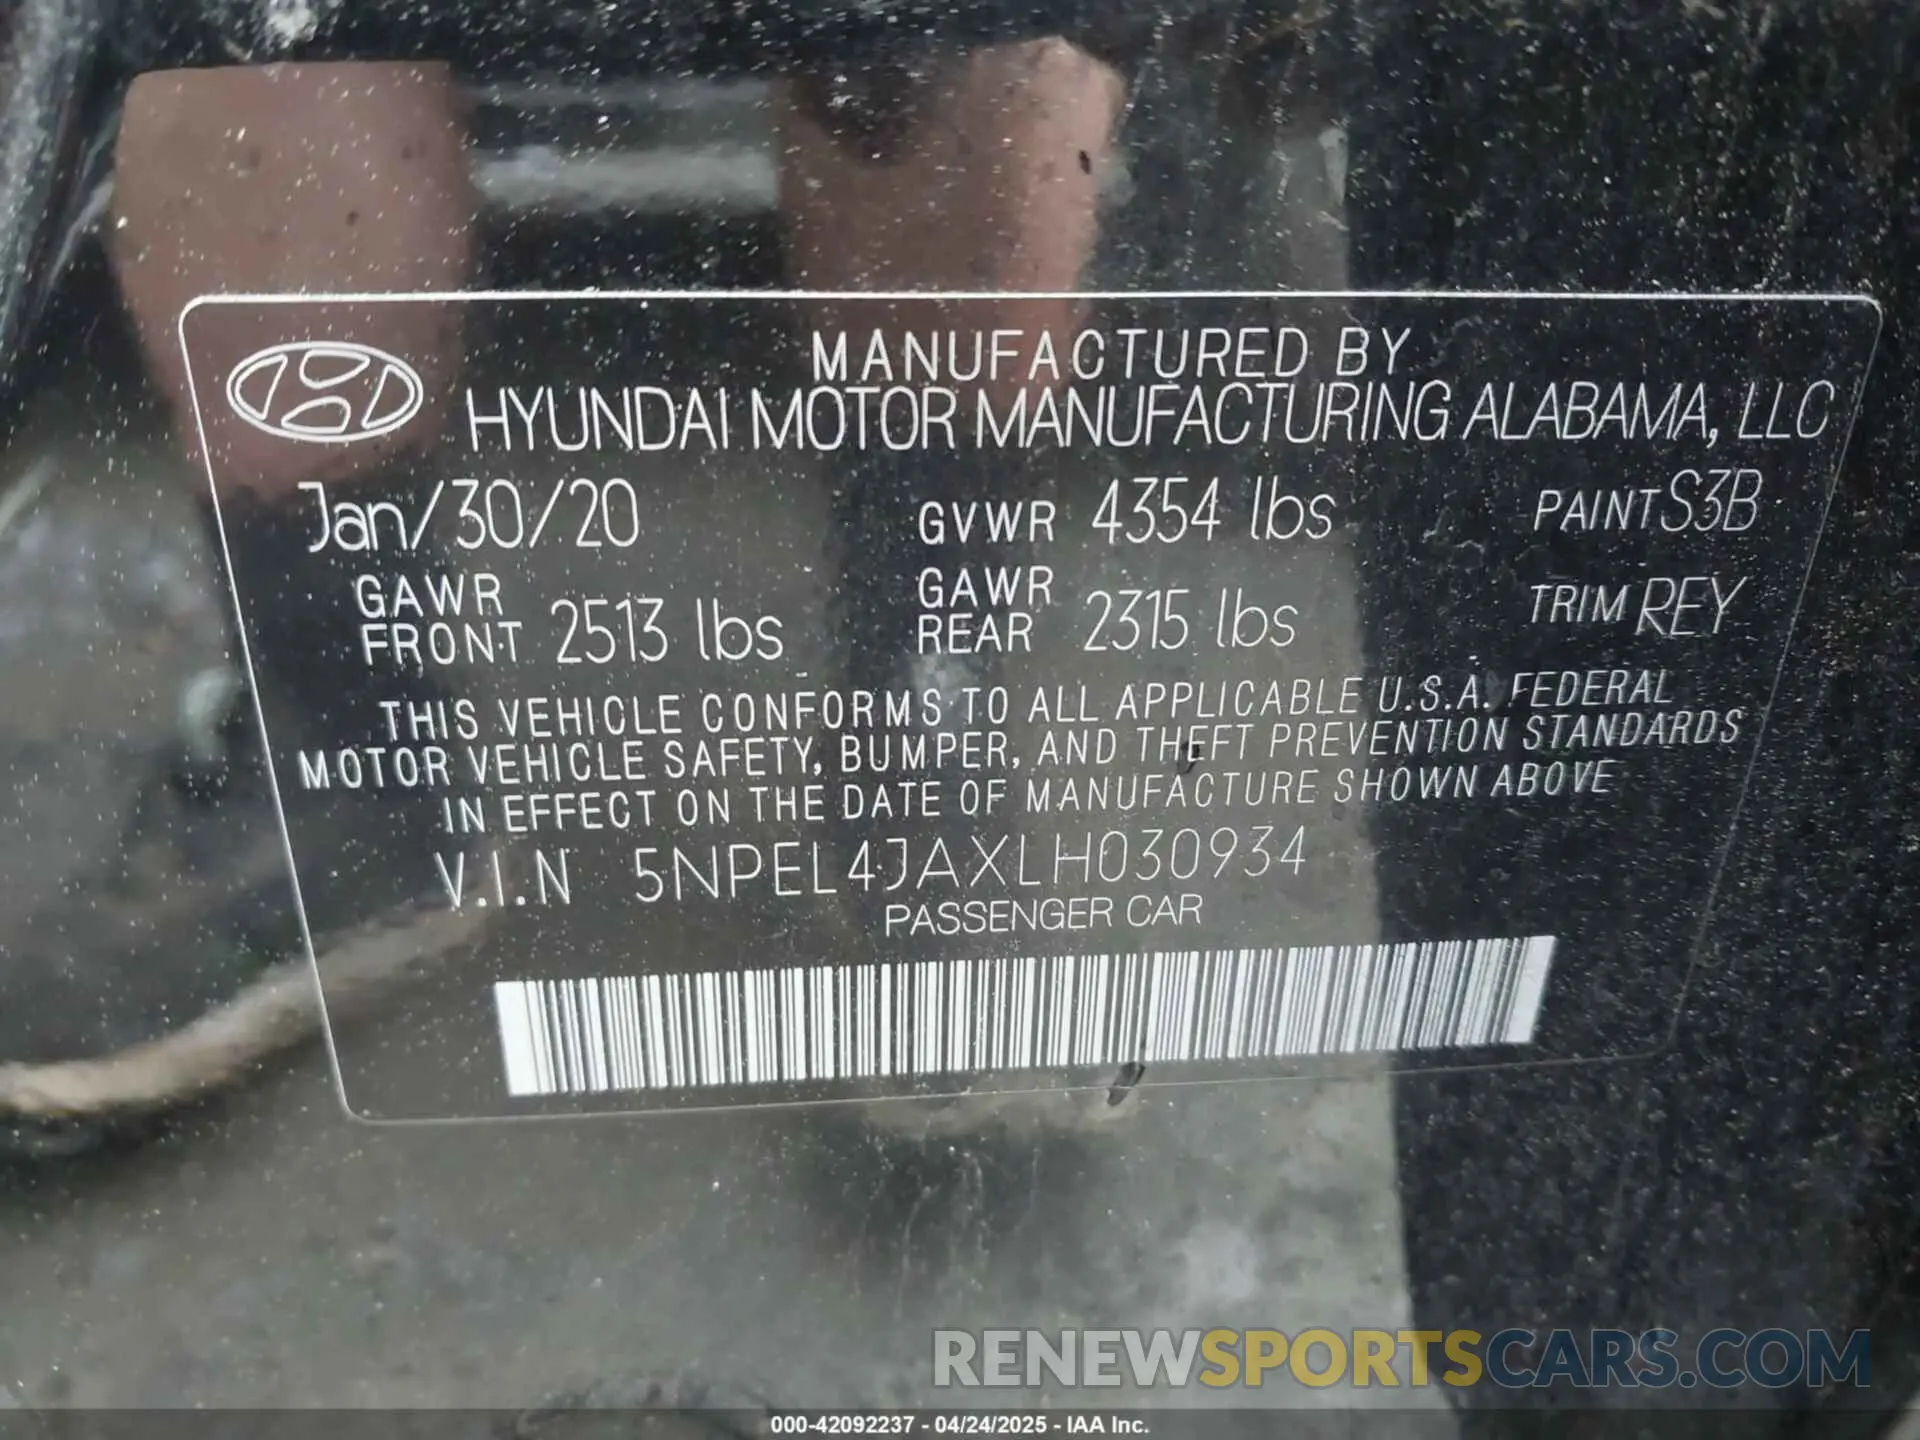 MANUFACTURED BY
HYUNDAI MOTOR MANUFACTURING ALABAMA, LLC
Jan/30/20 GVWR 4354 lbs PAINT S3B
GAWR FRONT 2513 lbs GAWR REAR 2315 lbs TRIM REY
THIS VEHICLE CONFORMS TO ALL APPLICABLE U.S.A. FEDERAL
MOTOR VEHICLE SAFETY, BUMPER, AND THEFT PREVENTION STANDARDS
IN EFFECT ON THE DATE OF MANUFACTURE SHOWN ABOVE
V.I.N 5NPEL4JAXLH030934
PASSENGER CAR
RENEWSPORTSCARS.COM
000-42092237 - 04/24/2025 - IAA Inc.